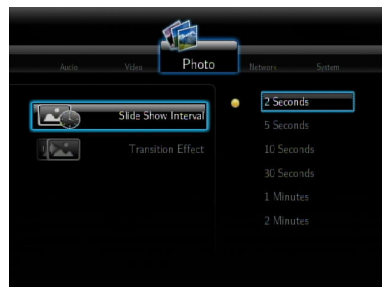 Audio Video Photo Network System
Slide Show Interval
Transition Effect
2 Seconds
5 Seconds
10 Seconds
30 Seconds
1 Minutes
2 Minutes